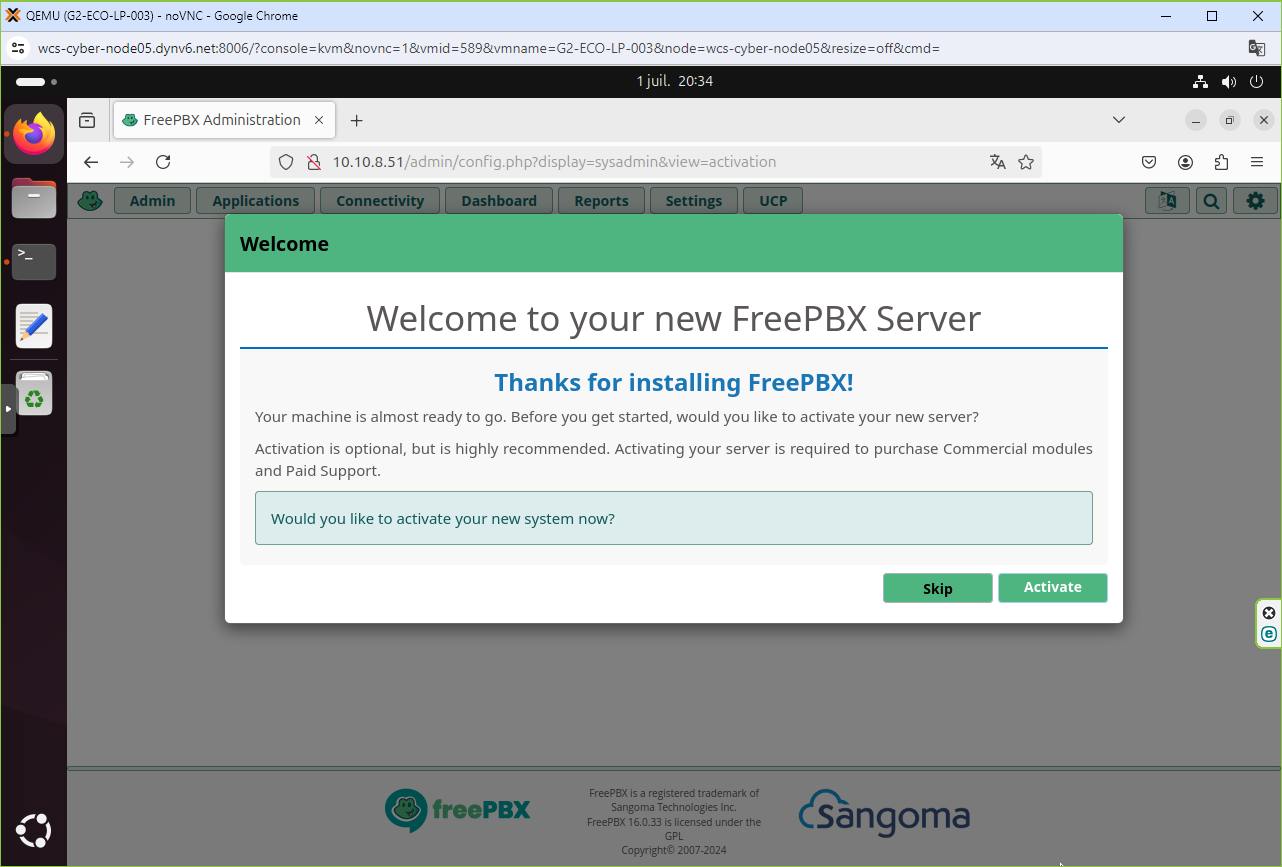 QEMU (G2-ECO-LP-003) - noVNC - Google Chrome
wcs-cyber-node05.dynv6.net:8006/?console=kvm&novnc=1&vmid=589&vmname=G2-ECO-LP-003&node=wcs-cyber-node05&resize=off&cmd=
1 juil. 20:34
FreePBX Administration
10.10.8.51/admin/config.php?display=sysadmin&view=activation
Admin
Applications
Connectivity
Dashboard
Reports
Settings
UCP
Welcome
Welcome to your new FreePBX Server
Thanks for installing FreePBX!
Your machine is almost ready to go. Before you get started, would you like to activate your new server?
Activation is optional, but is highly recommended. Activating your server is required to purchase Commercial modules
and Paid Support.
Would you like to activate your new system now?
Skip
Activate
freePBX
FreePBX is a registered trademark of
Sangoma Technologies Inc.
FreePBX 16.0.33 is licensed under the
GPL
Copyright© 2007-2024
Sangoma